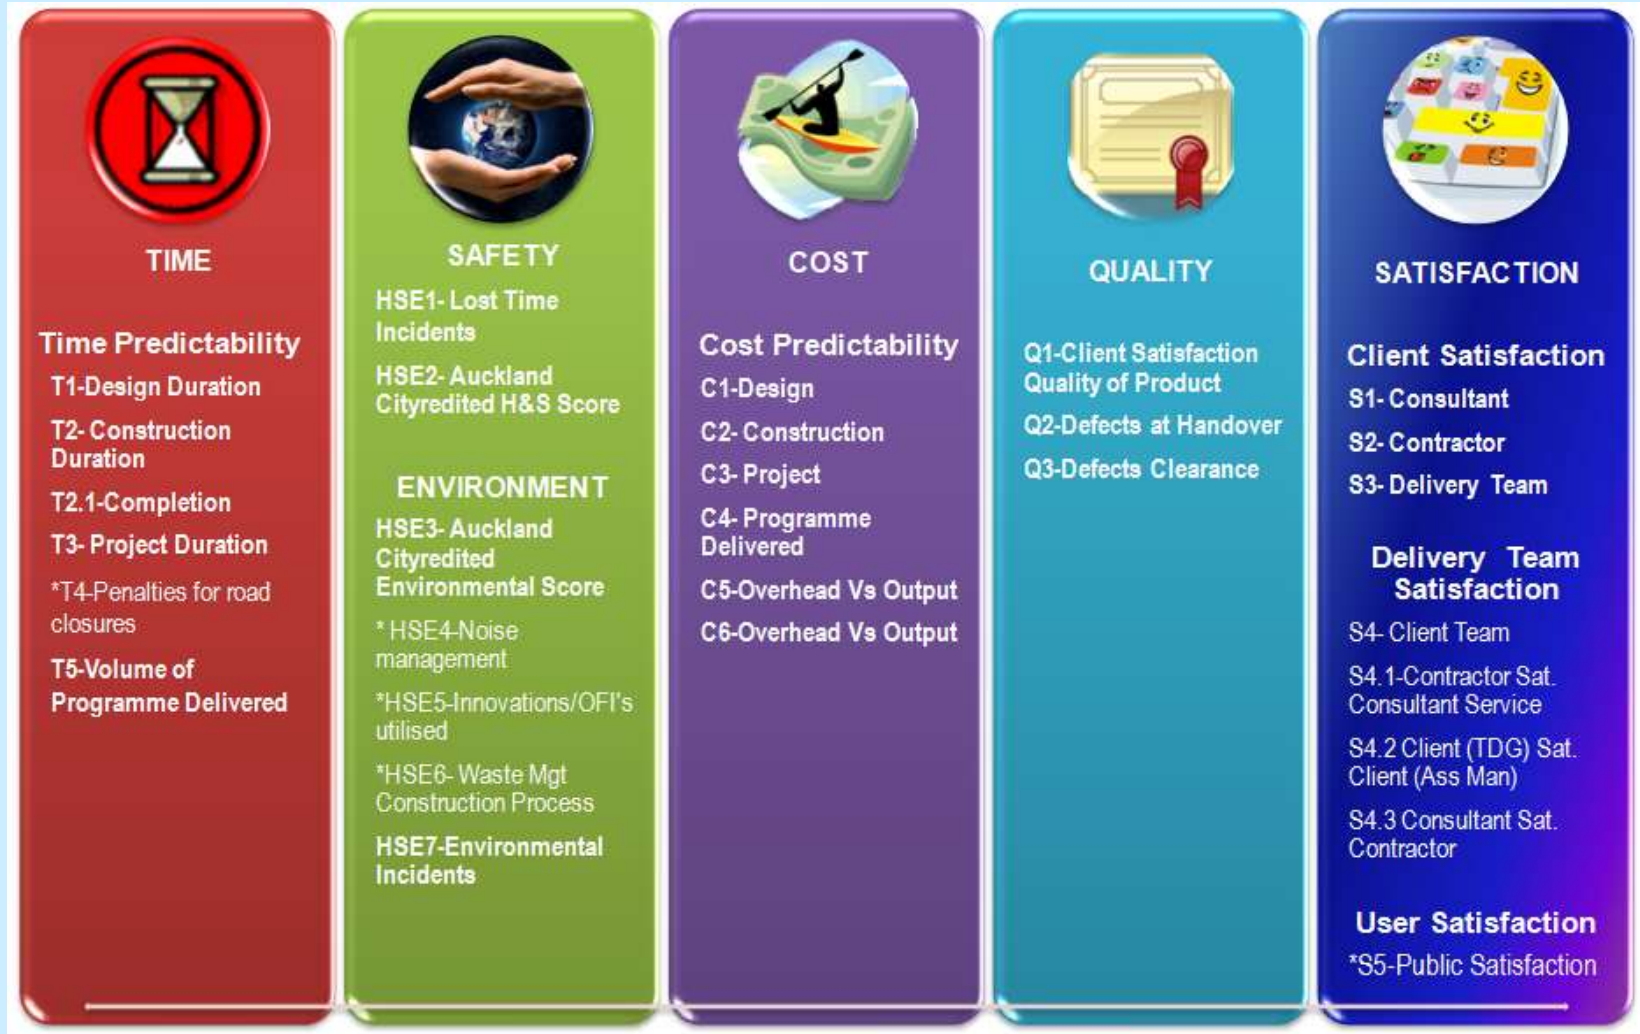 TIME
Time Predictability
T1-Design Duration
T2- Construction
Duration
T2.1-Completion
T3- Project Duration
*T4-Penalties for road
closures
T5-Volume of
Programme Delivered
SAFETY
HSE1- Lost Time
Incidents
HSE2- Auckland
Cityredited H&S Score
ENVIRONMENT
HSE3- Auckland
Cityredited
Environmental Score
* HSE4-Noise
management
*HSE5-Innovations/OFI's
utilised
*HSE6- Waste Mgt
Construction Process
HSE7-Environmental
Incidents
COST
Cost Predictability
C1-Design
C2- Construction
C3- Project
C4- Programme
Delivered
C5-Overhead Vs Output
C6-Overhead Vs Output
QUALITY
Q1-Client Satisfaction
Quality of Product
Q2-Defects at Handover
Q3-Defects Clearance
SATISFACTION
Client Satisfaction
S1- Consultant
S2- Contractor
S3- Delivery Team
Delivery Team
Satisfaction
S4- Client Team
S4.1-Contractor Sat.
Consultant Service
S4.2 Client (TDG) Sat.
Client (Ass Man)
S4.3 Consultant Sat.
Contractor
User Satisfaction
*S5-Public Satisfaction